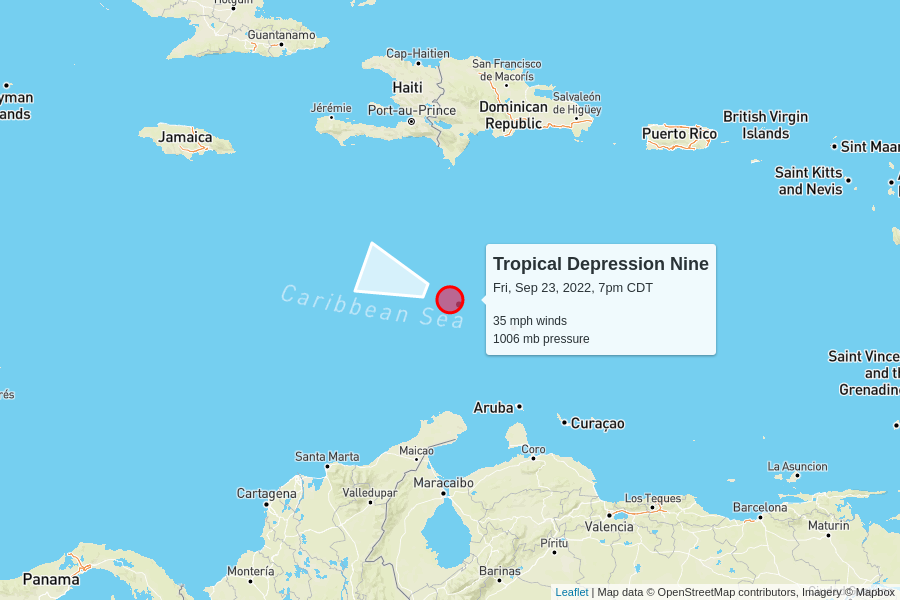 Holguín
Guantanamo
Cap-Haitien
San Francisco
de Macorís
Haiti
yman
ands
Jérémie
Port-au-Prince
Salvaleón
de Higüey
Dominican
Republic
Jamaica
Puerto Rico
British Virgin
Islands
Sint Maar
Saint Kitts
and Nevis
Tropical Depression Nine
Fri, Sep 23, 2022, 7pm CDT
35 mph winds
1006 mb pressure
Caribbean Sea
Saint Vince
and th
Grenadin
rés
Aruba
Curaçao
Maicao
Coro
Santa Marta
La Asuncion
Maracaibo
Cartagena
Valledupar
Los Teques
Barcelona
Valencia
Maturin
Píritu
Montería
Barinas
Panama
Leaflet | Map data © OpenStreetMap contributors, Imagery © Mapbox